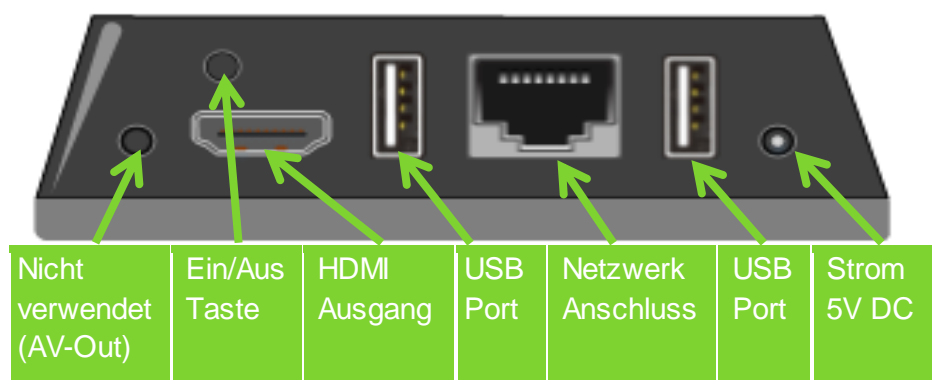 Nicht
verwendet
(AV-Out)
Ein/Aus
Taste
HDMI
Ausgang
USB
Port
Netzwerk
Anschluss
USB
Port
Strom
5V DC